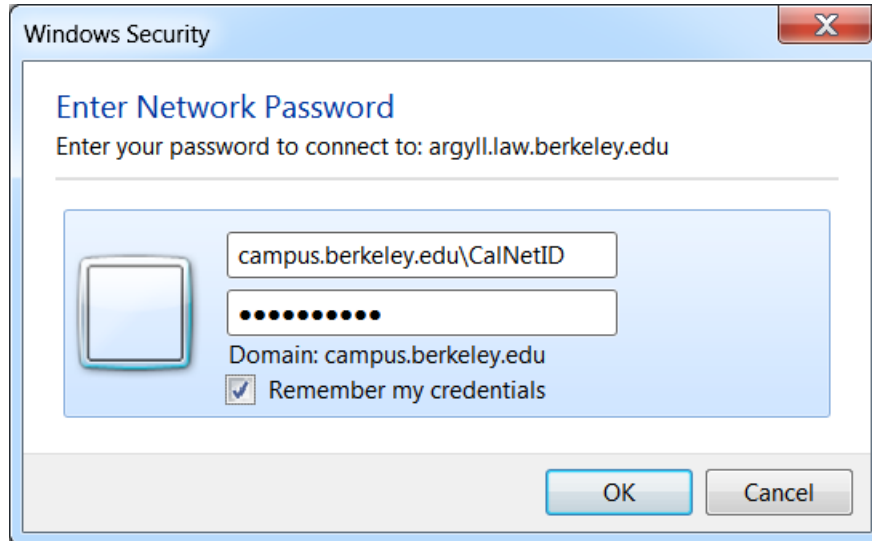 Windows Security
Enter Network Password
Enter your password to connect to: argyll.law.berkeley.edu
campus.berkeley.edu\CalNetID
●●●●●●●●●●
Domain: campus.berkeley.edu
Remember my credentials
OK Cancel